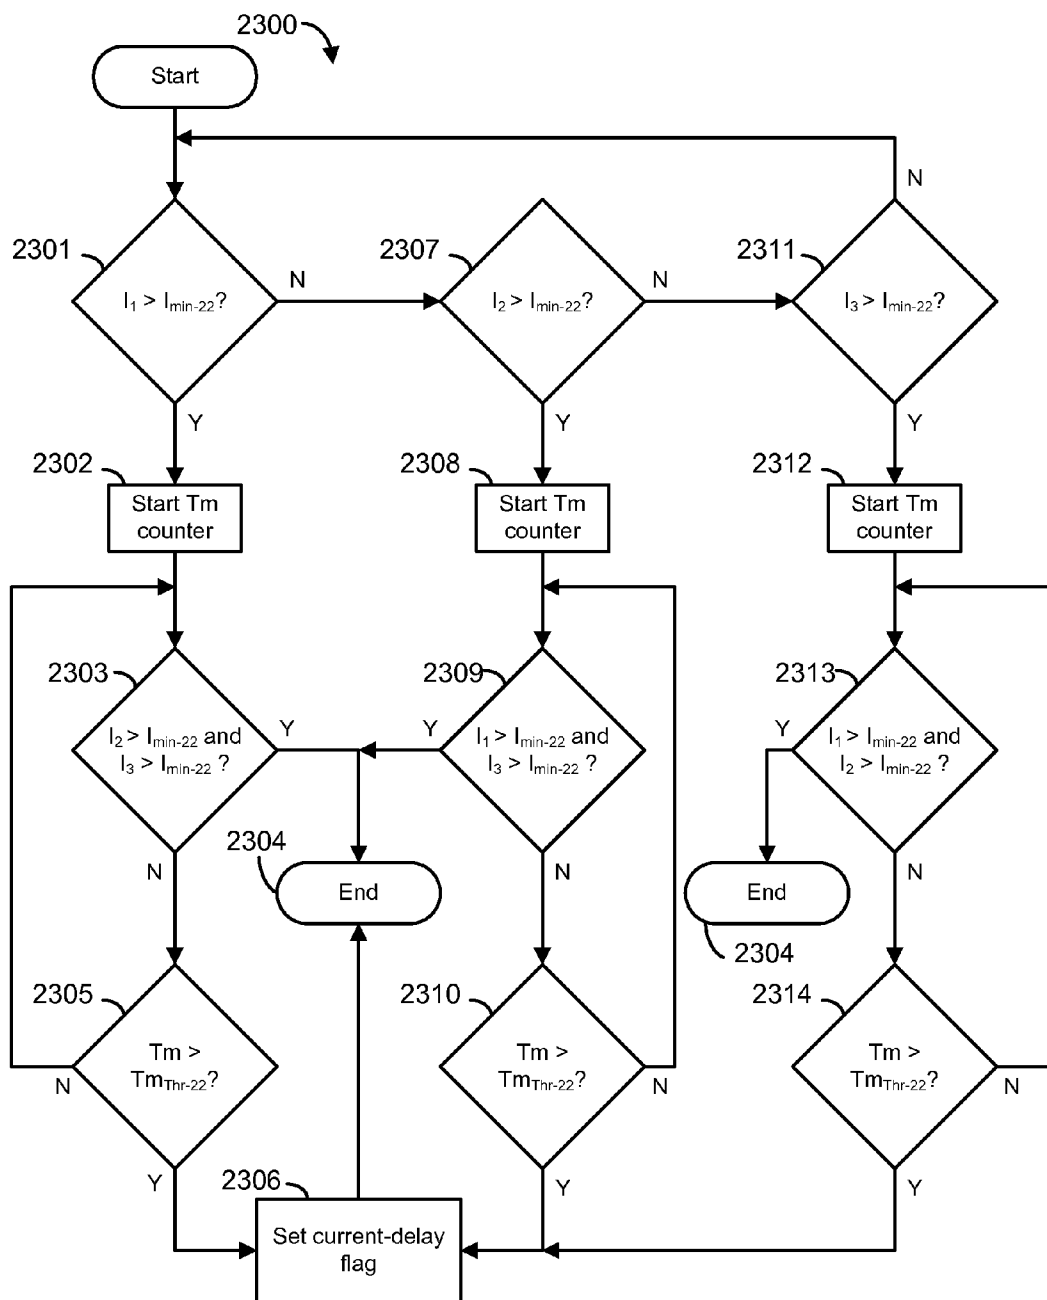 2300
Start
N
2301
I1 > Imin-22?
N
2307
I2 > Imin-22?
N
2311
I3 > Imin-22?
Y
Y
Y
2302
Start Tm
counter
2308
Start Tm
counter
2312
Start Tm
counter
2303
I2 > Imin-22 and
I3 > Imin-22 ?
Y
2309
Y
I1 > Imin-22 and
I3 > Imin-22 ?
2313
Y
I1 > Imin-22 and
I2 > Imin-22 ?
N
2304
End
N
End
2304
N
2305
Tm >
TmThr-22?
N
2310
Tm >
TmThr-22?
N
2314
Tm >
TmThr-22?
N
Y
2306
Set current-delay
flag
Y
Y